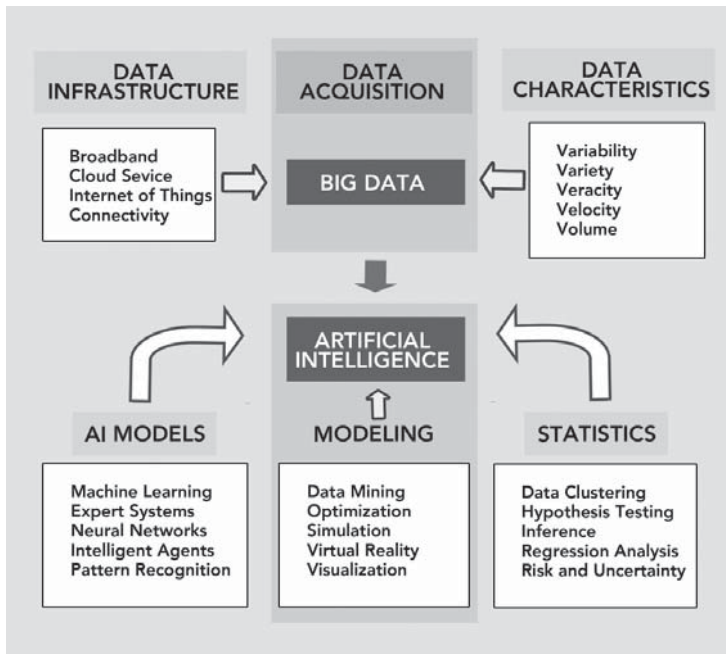 DATA
INFRASTRUCTURE
Broadband
Cloud Sevice
Internet of Things
Connectivity
DATA
ACQUISITION
BIG DATA
DATA
CHARACTERISTICS
Variability
Variety
Veracity
Velocity
Volume
ARTIFICIAL
INTELLIGENCE
AI MODELS
Machine Learning
Expert Systems
Neural Networks
Intelligent Agents
Pattern Recognition
MODELING
Data Mining
Optimization
Simulation
Virtual Reality
Visualization
STATISTICS
Data Clustering
Hypothesis Testing
Inference
Regression Analysis
Risk and Uncertainty